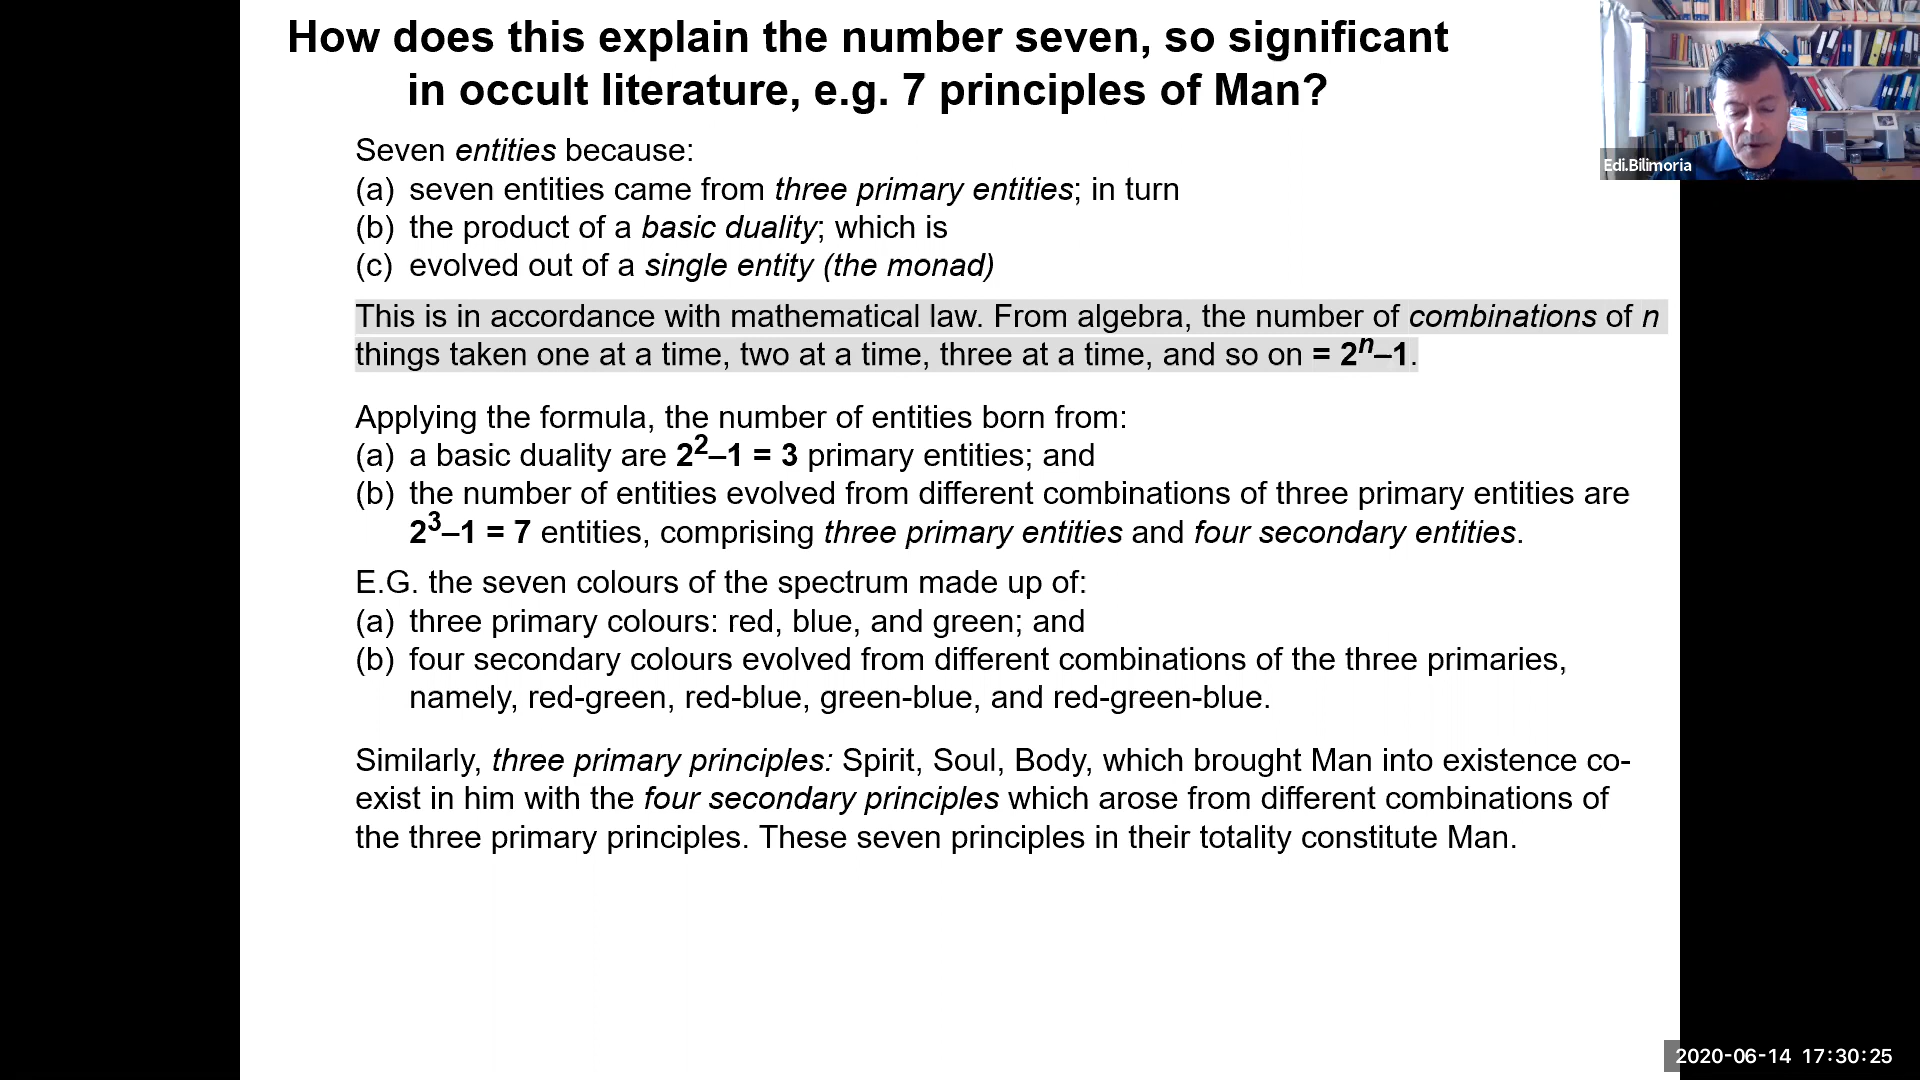 How does this explain the number seven, so significant
in occult literature, e.g. 7 principles of Man?
Seven entities because:
(a) seven entities came from three primary entities; in turn
(b) the product of a basic duality; which is
(c) evolved out of a single entity (the monad)
This is in accordance with mathematical law. From algebra, the number of combinations of n
things taken one at a time, two at a time, three at a time, and so on = 2ⁿ–1.
Applying the formula, the number of entities born from:
(a) a basic duality are 2²–1 = 3 primary entities; and
(b) the number of entities evolved from different combinations of three primary entities are
2³–1 = 7 entities, comprising three primary entities and four secondary entities.
E.G. the seven colours of the spectrum made up of:
(a) three primary colours: red, blue, and green; and
(b) four secondary colours evolved from different combinations of the three primaries,
namely, red-green, red-blue, green-blue, and red-green-blue.
Similarly, three primary principles: Spirit, Soul, Body, which brought Man into existence co-
exist in him with the four secondary principles which arose from different combinations of
the three primary principles. These seven principles in their totality constitute Man.
Edi.Bilimoria
2020-06-14 17:30:25